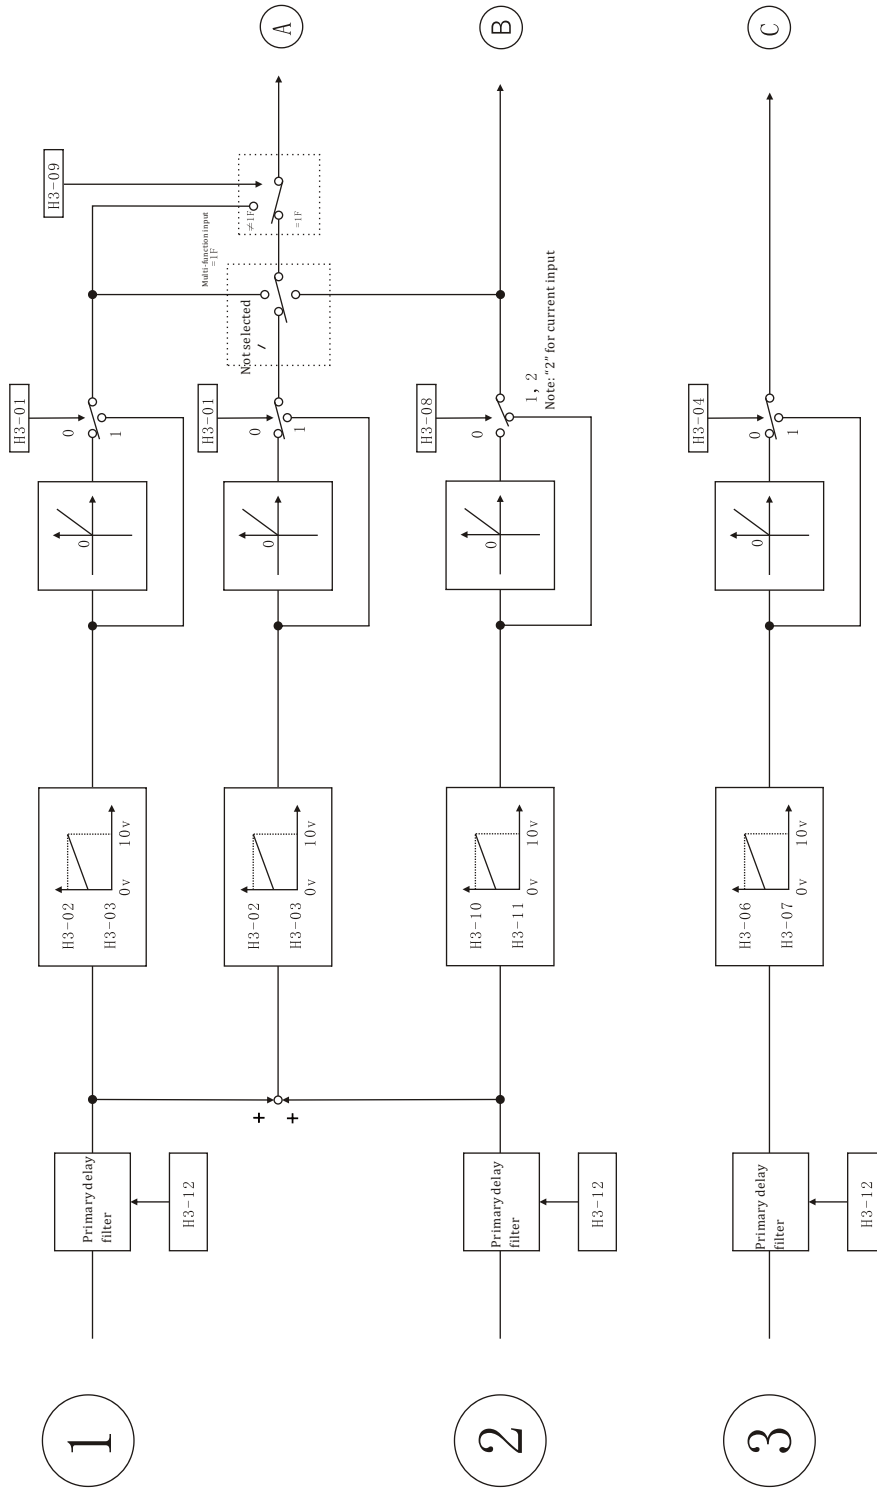 1
Primary delay
filter
H3-12
H3-02
H3-03
0v 10v
0
H3-01
0
1
H3-09
Multi-function input
=1F
≠1F
=1F
+
+
H3-02
H3-03
0v 10v
0
H3-01
0
1
Not selected
A
2
Primary delay
filter
H3-12
H3-10
H3-11
0v 10v
0
H3-08
0
1, 2
Note: "2" for current input
B
3
Primary delay
filter
H3-12
H3-06
H3-07
0v 10v
0
H3-04
0
1
C